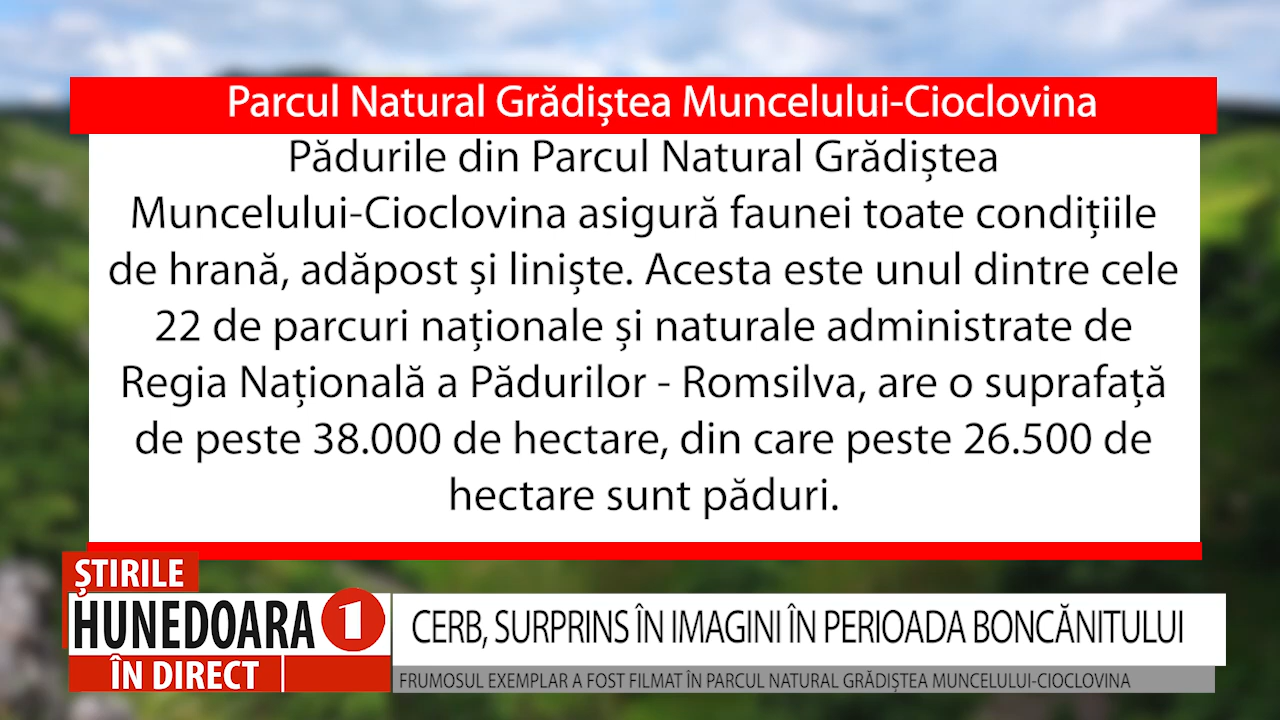 Parcul Natural Grădiștea Muncelului-Cioclovina
Pădurile din Parcul Natural Grădiștea
Muncelului-Cioclovina asigură faunei toate condițiile
de hrană, adăpost și liniște. Acesta este unul dintre cele
22 de parcuri naționale și naturale administrate de
Regia Națională a Pădurilor - Romsilva, are o suprafață
de peste 38.000 de hectare, din care peste 26.500 de
hectare sunt păduri.
ȘTIRILE
HUNEDOARA 1
ÎN DIRECT
CERB, SURPRINS ÎN IMAGINI ÎN PERIOADA BONCĂNITULUI
FRUMOSUL EXEMPLAR A FOST FILMAT ÎN PARCUL NATURAL GRĂDIȘTEA MUNCELULUI-CIOCLOVINA